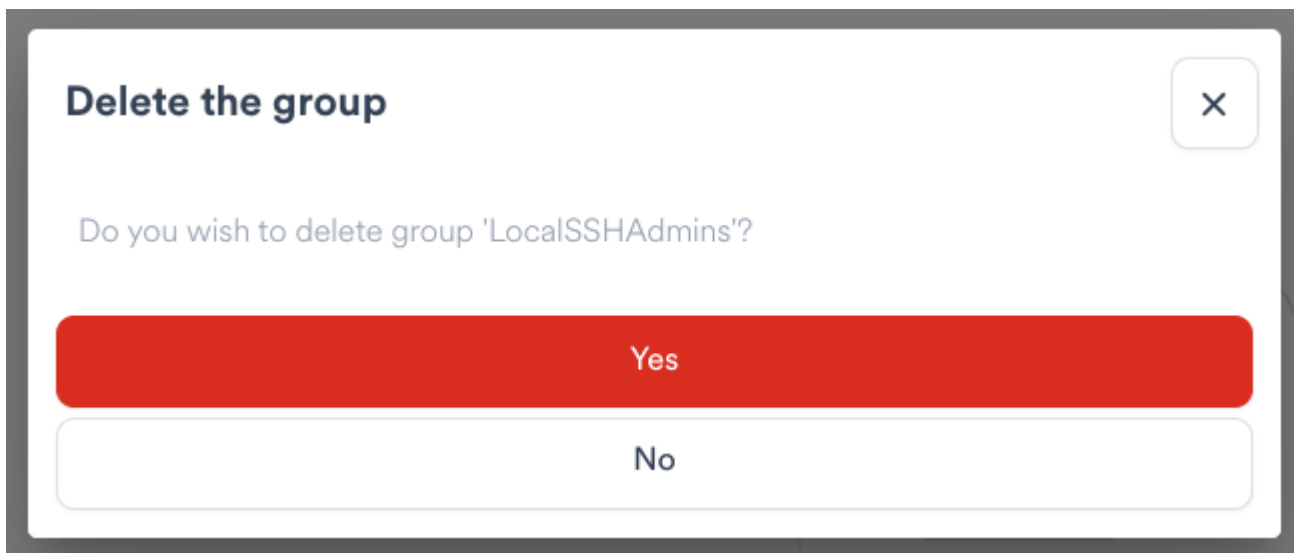 Delete the group
Do you wish to delete group 'LocalSSHAdmins'?
Yes
No